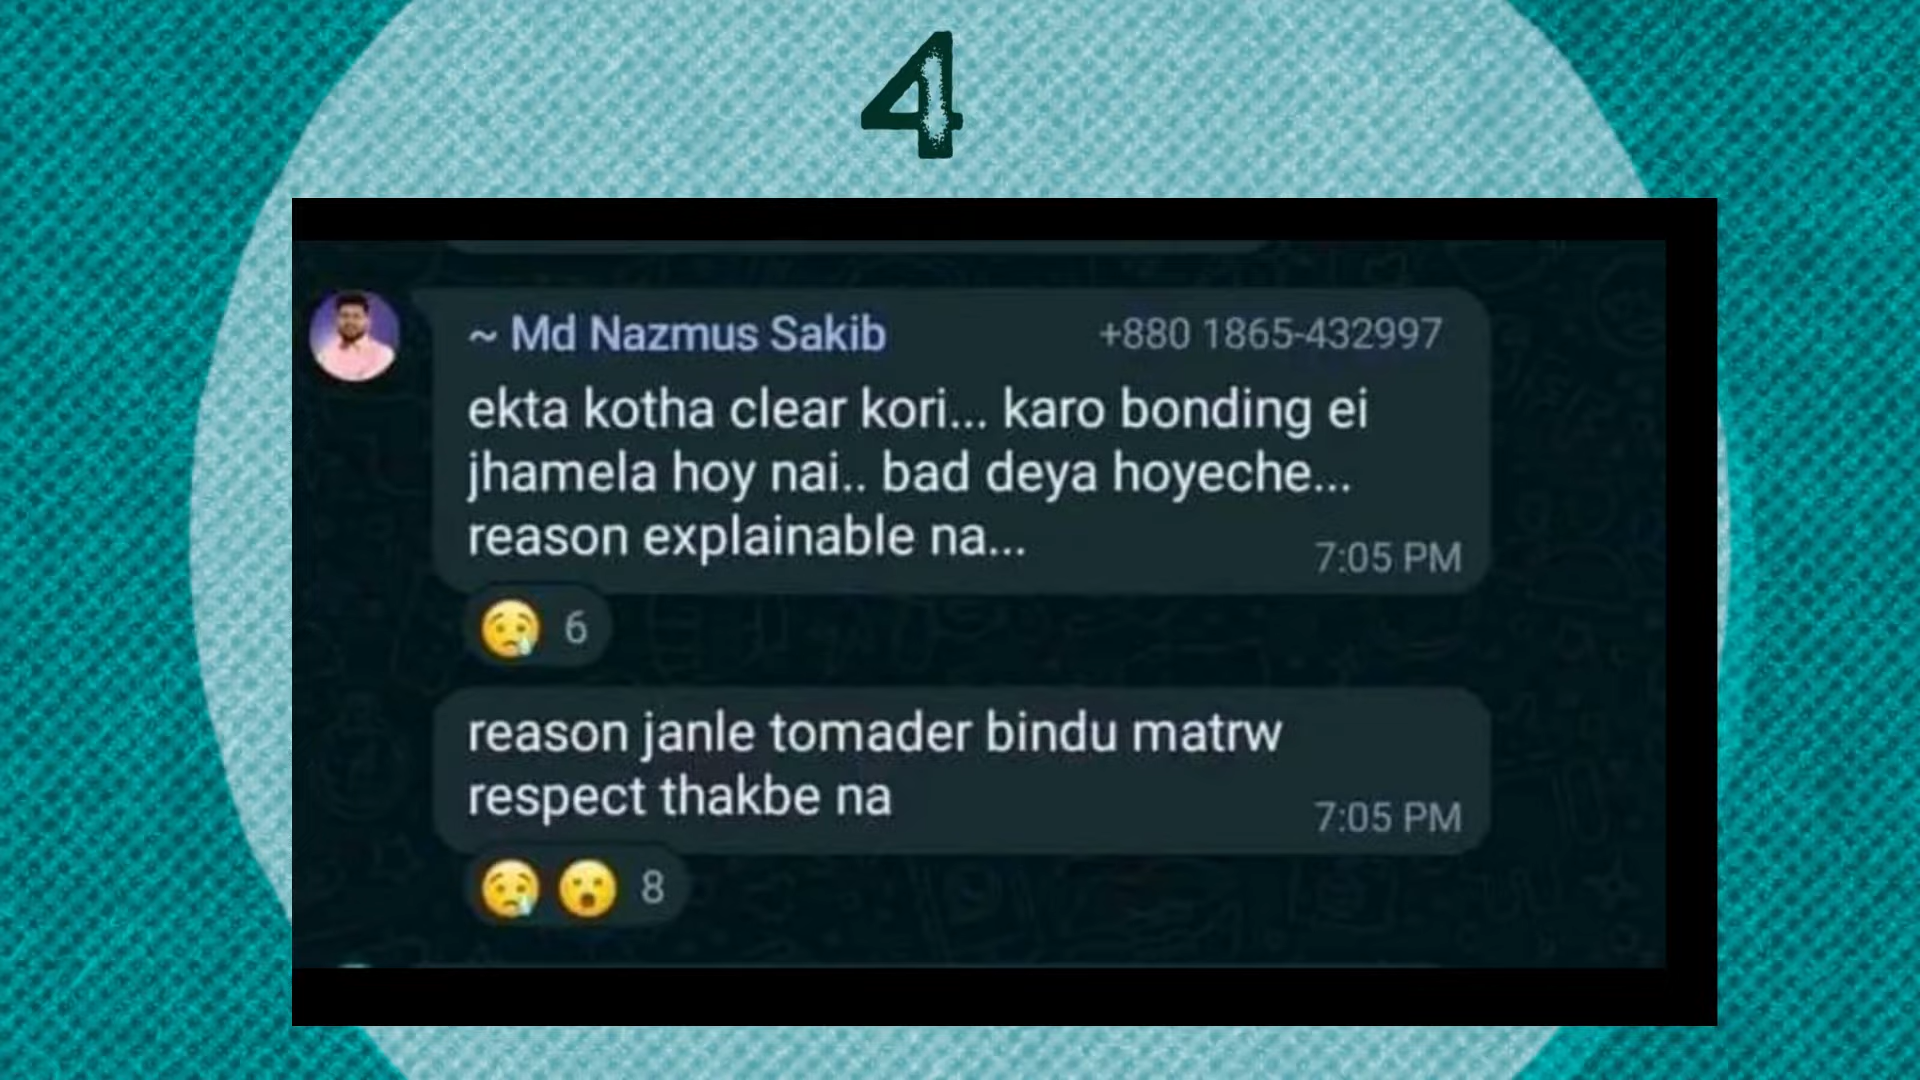 4
~ Md Nazmus Sakib +880 1865-432997
ekta kotha clear kori... karo bonding ei
jhamela hoy nai.. bad deya hoyeche...
reason explainable na...
7:05 PM
😢 6
reason janle tomader bindu matrw
respect thakbe na
7:05 PM
😢 😮 8